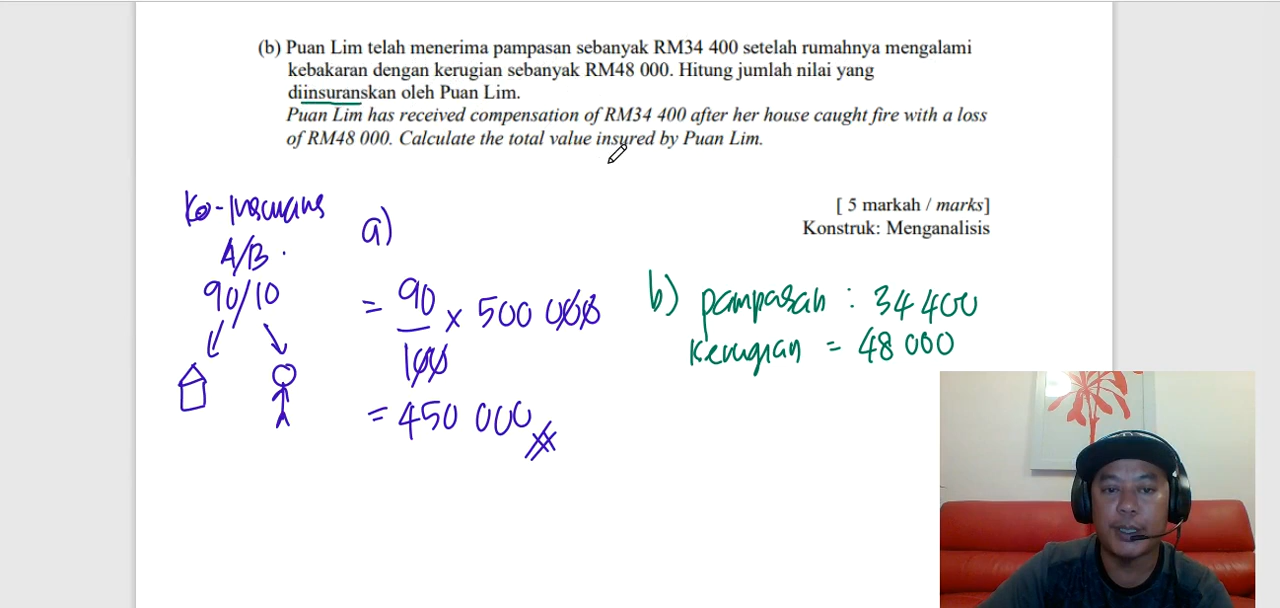 (b) Puan Lim telah menerima pampasan sebanyak RM34 400 setelah rumahnya mengalami
kebakaran dengan kerugian sebanyak RM48 000. Hitung jumlah nilai yang
diinsuranskan oleh Puan Lim.
Puan Lim has received compensation of RM34 400 after her house caught fire with a loss
of RM48 000. Calculate the total value insured by Puan Lim.
[ 5 markah / marks]
Konstruk: Menganalisis
Ko-Insurans
A/B
90/10
a)
= 90/100 x 500 000
= 450 000
b) pampasan : 34 400
kerugian = 48 000